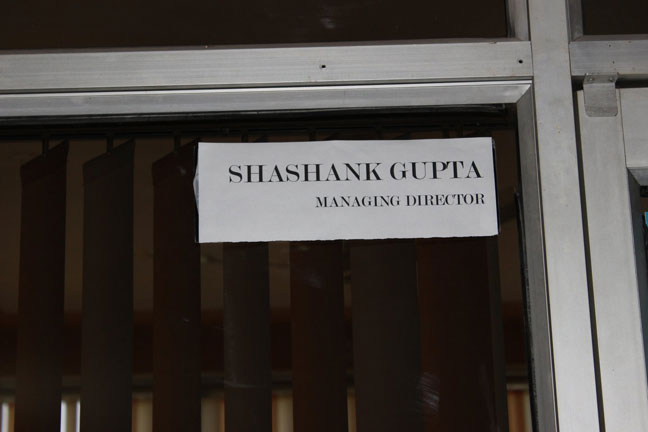 SHASHANK GUPTA
MANAGING DIRECTOR